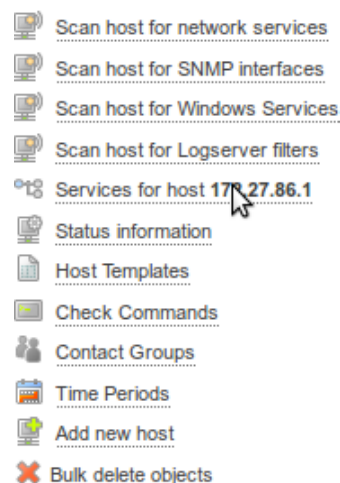 Scan host for network services
Scan host for SNMP interfaces
Scan host for Windows Services
Scan host for Logserver filters
Services for host
Status information
Host Templates
Check Commands
Contact Groups
Time Periods
Add new host
Bulk delete objects